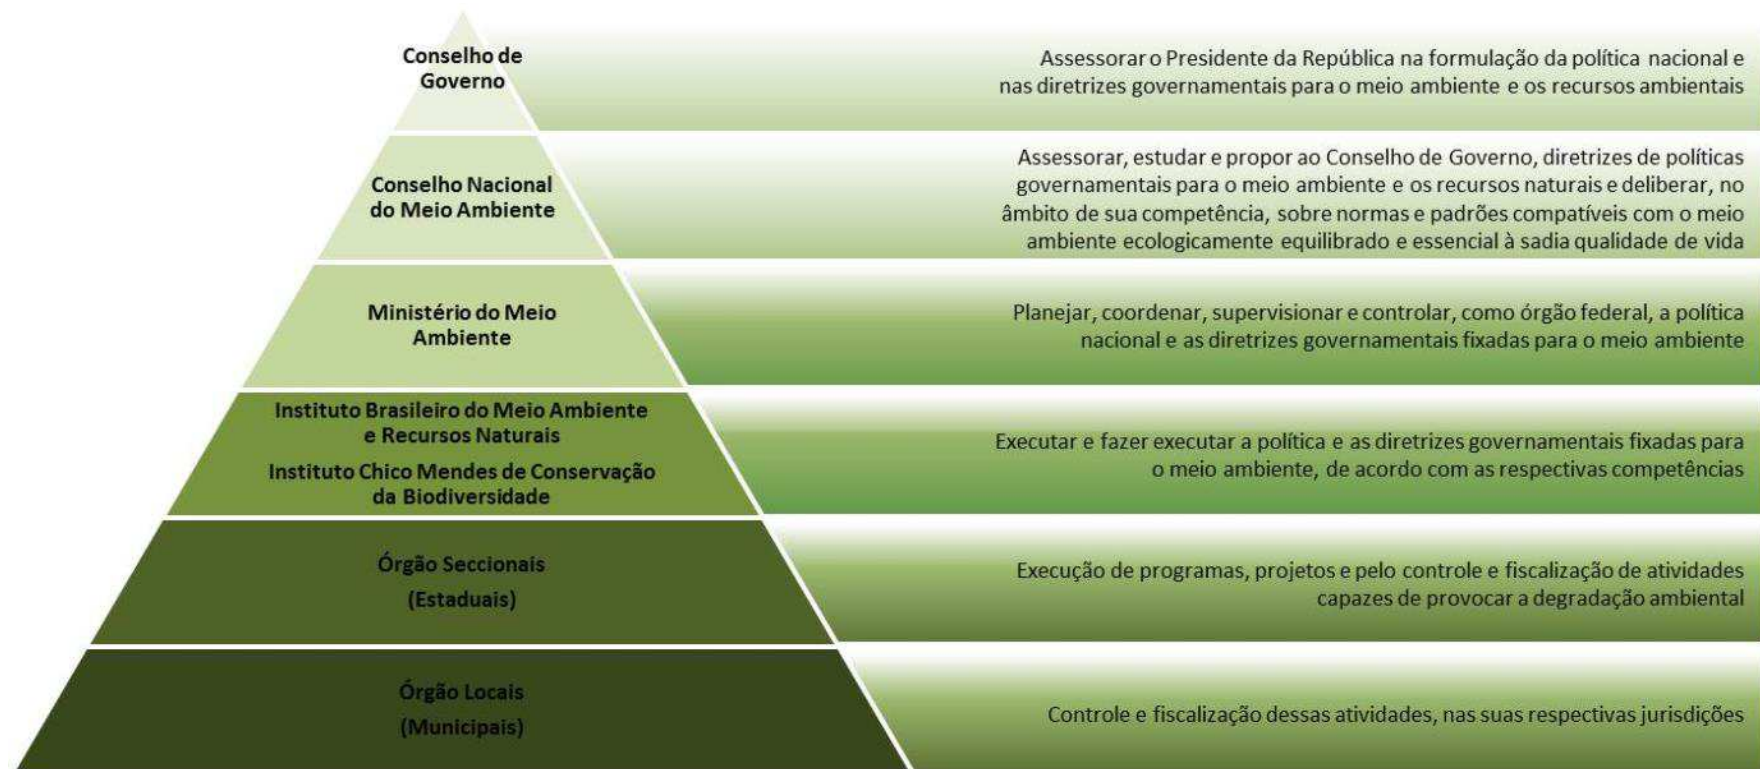 Conselho de
Governo
Assessorar o Presidente da República na formulação da política nacional e
nas diretrizes governamentais para o meio ambiente e os recursos ambientais
Conselho Nacional
do Meio Ambiente
Assessorar, estudar e propor ao Conselho de Governo, diretrizes de políticas
governamentais para o meio ambiente e os recursos naturais e deliberar, no
âmbito de sua competência, sobre normas e padrões compatíveis com o meio
ambiente ecologicamente equilibrado e essencial à sadia qualidade de vida
Ministério do Meio
Ambiente
Planejar, coordenar, supervisionar e controlar, como órgão federal, a política
nacional e as diretrizes governamentais fixadas para o meio ambiente
Instituto Brasileiro do Meio Ambiente
e Recursos Naturais
Instituto Chico Mendes de Conservação
da Biodiversidade
Executar e fazer executar a política e as diretrizes governamentais fixadas para
o meio ambiente, de acordo com as respectivas competências
Órgão Seccionais
(Estaduais)
Execução de programas, projetos e pelo controle e fiscalização de atividades
capazes de provocar a degradação ambiental
Órgão Locais
(Municipais)
Controle e fiscalização dessas atividades, nas suas respectivas jurisdições